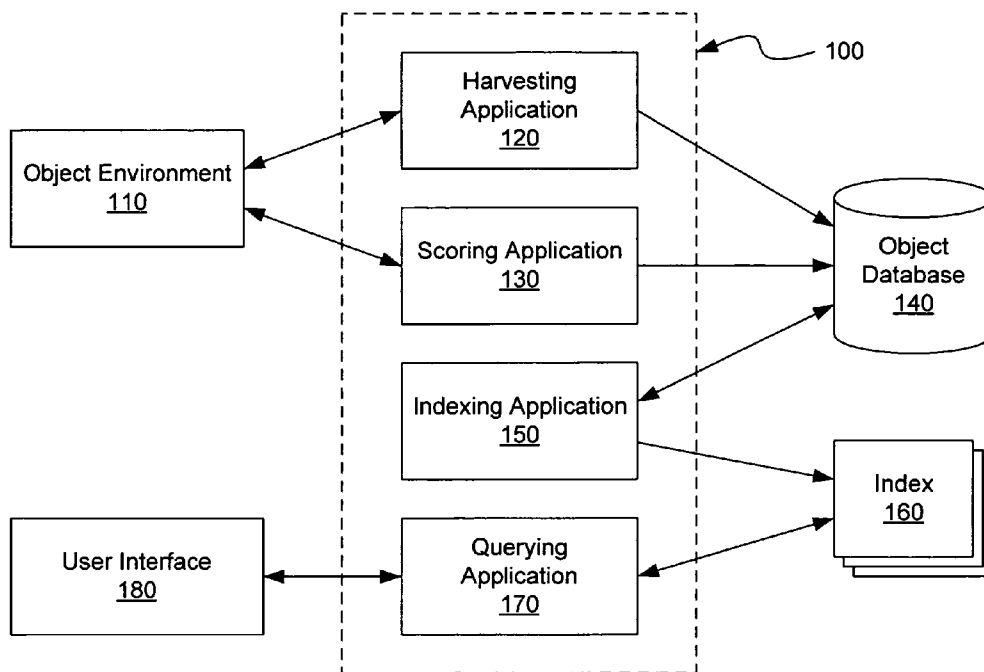 100
Harvesting
Application
120
Object Environment
110
Scoring Application
130
Object
Database
140
Indexing Application
150
Index
160
User Interface
180
Querying
Application
170